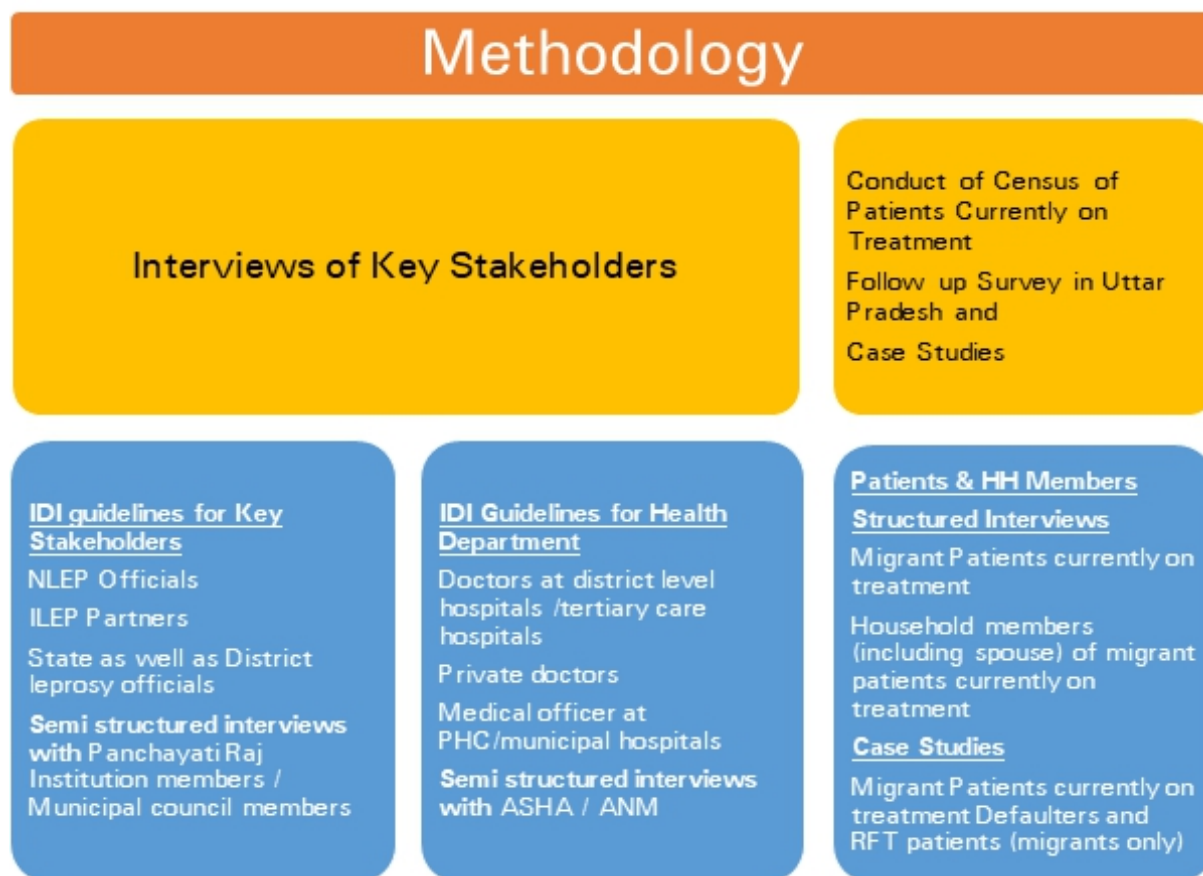 Methodology
Interviews of Key Stakeholders
Conduct of Census of
Patients Currently on
Treatment
Follow up Survey in Uttar
Pradesh and
Case Studies
IDI guidelines for Key
Stakeholders
NLEP Officials
ILEP Partners
State as well as District
leprosy officials
Semi structured interviews
with Panchayati Raj
Institution members /
Municipal council members
IDI Guidelines for Health
Department
Doctors at district level
hospitals /tertiary care
hospitals
Private doctors
Medical officer at
PHC/municipal hospitals
Semi structured interviews
with ASHA / ANM
Patients & HH Members
Structured Interviews
Migrant Patients currently on
treatment
Household members
(including spouse) of migrant
patients currently on
treatment
Case Studies
Migrant Patients currently on
treatment Defaulters and
RFT patients (migrants only)